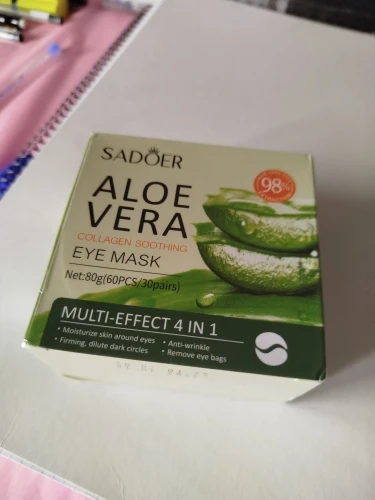 SADOER
ALOE
VERA
COLLAGEN SOOTHING
EYE MASK
Net:80g(60PCS/30pairs)
98%
MULTI-EFFECT 4 IN 1
• Moisturize skin around eyes • Anti-wrinkle
• Firming, dilute dark circles • Remove eye bags